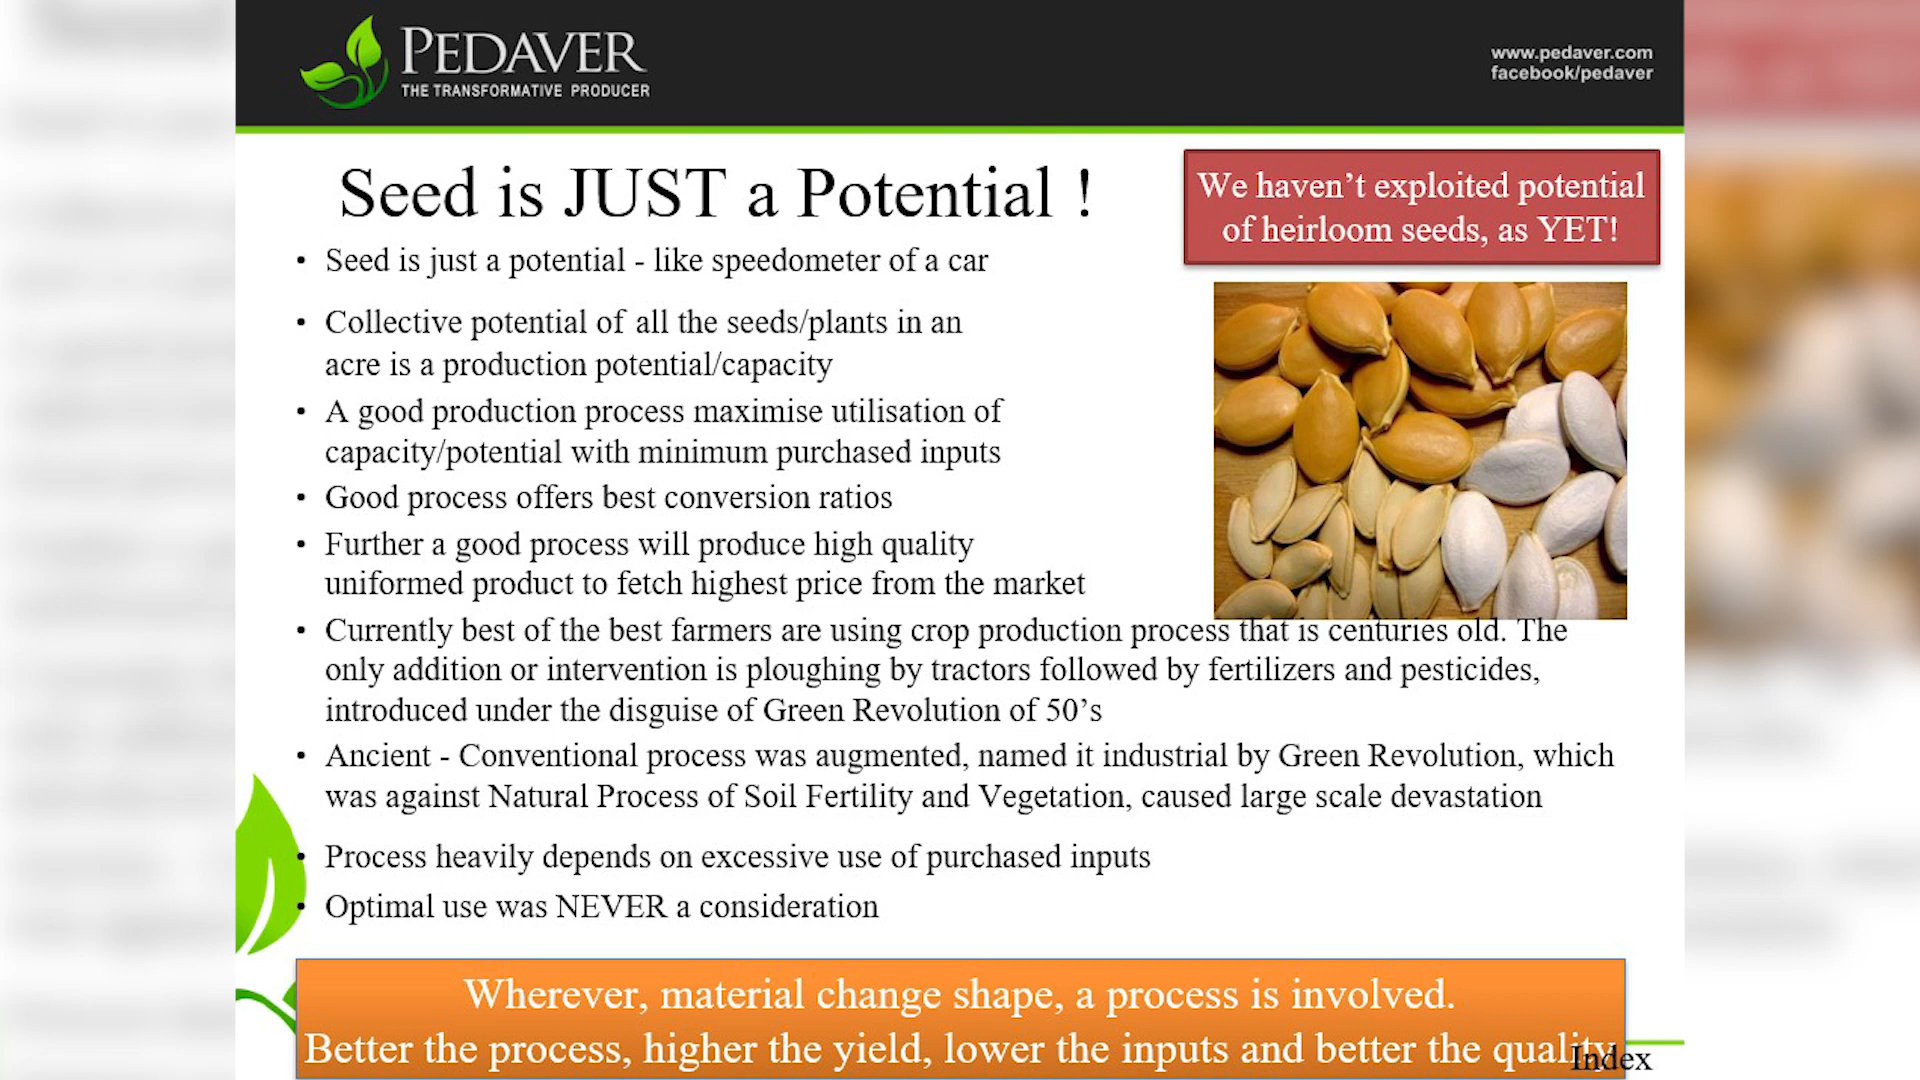 PEDAVER
THE TRANSFORMATIVE PRODUCER
www.pedaver.com
facebook/pedaver
Seed is JUST a Potential !
We haven’t exploited potential
of heirloom seeds, as YET!
• Seed is just a potential - like speedometer of a car
• Collective potential of all the seeds/plants in an
acre is a production potential/capacity
• A good production process maximise utilisation of
capacity/potential with minimum purchased inputs
• Good process offers best conversion ratios
• Further a good process will produce high quality
uniformed product to fetch highest price from the market
• Currently best of the best farmers are using crop production process that is centuries old. The
only addition or intervention is ploughing by tractors followed by fertilizers and pesticides,
introduced under the disguise of Green Revolution of 50’s
• Ancient - Conventional process was augmented, named it industrial by Green Revolution, which
was against Natural Process of Soil Fertility and Vegetation, caused large scale devastation
• Process heavily depends on excessive use of purchased inputs
• Optimal use was NEVER a consideration
Wherever, material change shape, a process is involved.
Better the process, higher the yield, lower the inputs and better the quality
Index